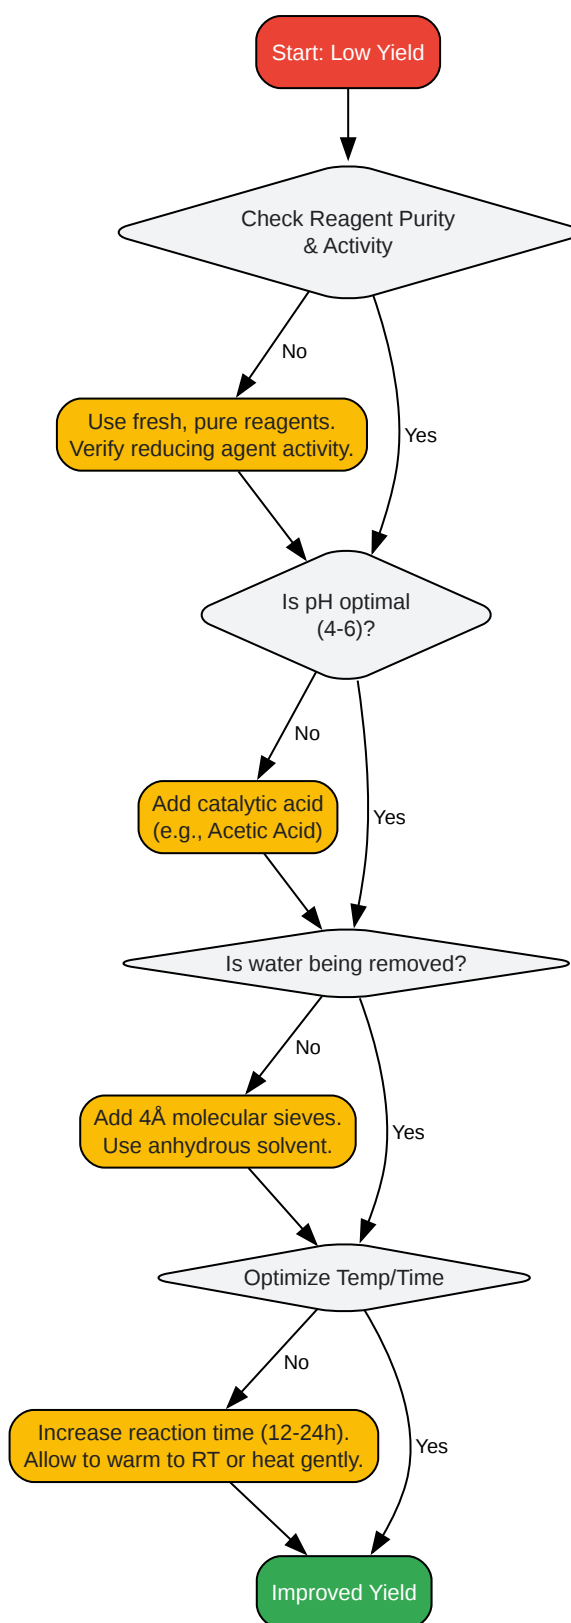 Start: Low Yield
Check Reagent Purity
& Activity
No
Use fresh, pure reagents.
Verify reducing agent activity.
Yes
Is pH optimal
(4-6)?
No
Add catalytic acid
(e.g., Acetic Acid)
Yes
Is water being removed?
No
Add 4Å molecular sieves.
Use anhydrous solvent.
Yes
Optimize Temp/Time
No
Increase reaction time (12-24h).
Allow to warm to RT or heat gently.
Yes
Improved Yield